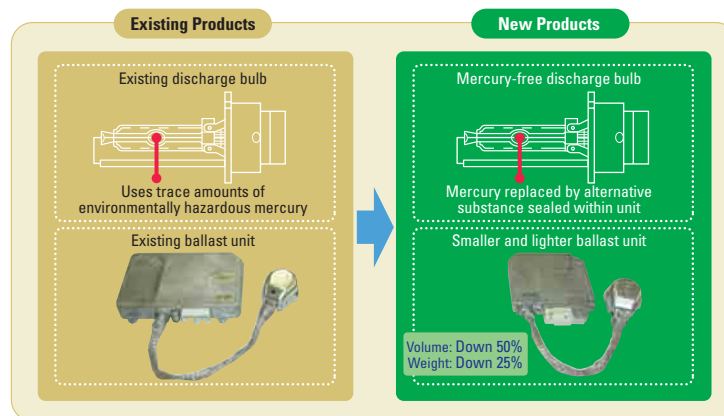 Existing Products
New Products
Existing discharge bulb
Uses trace amounts of
environmentally hazardous mercury
Existing ballast unit
Mercury-free discharge bulb
Mercury replaced by alternative
substance sealed within unit
Smaller and lighter ballast unit
Volume: Down 50%
Weight: Down 25%